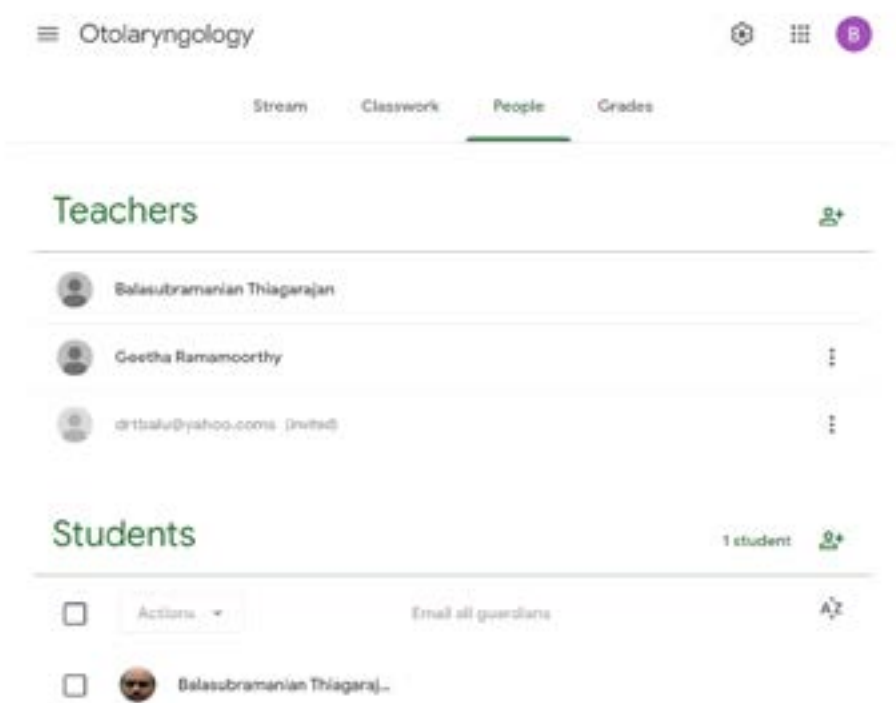 Otolaryngology
B
Stream Classwork People Grades
Teachers
Balasubramanian Thiagarajan
Geetha Ramamoorthy
drtbalu@yahoo.coms (invited)
Students
1 student
Actions
Email all guardians
AZ
Balasubramanian Thiagaraj...